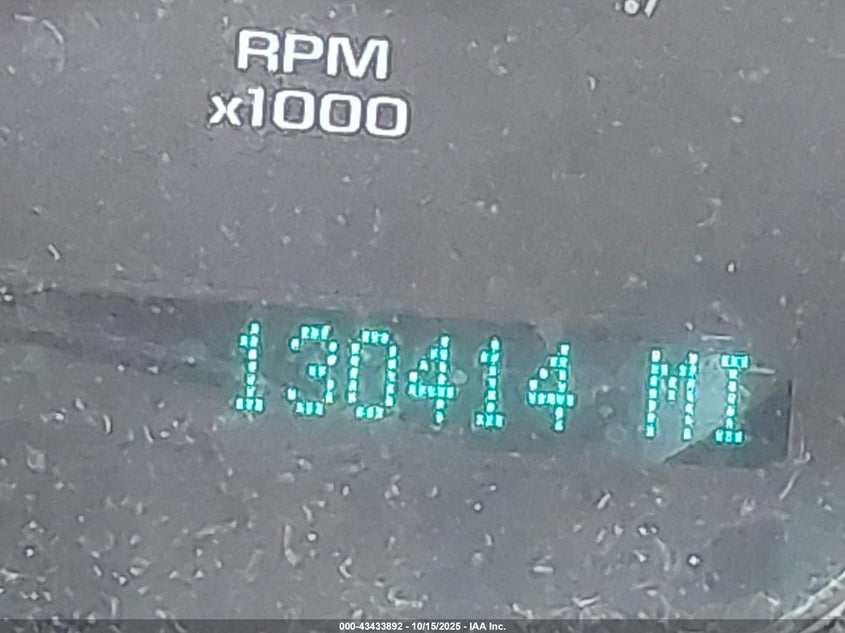 RPM
x1000
130414 MI
000-43433892 - 10/15/2025 - IAA Inc.